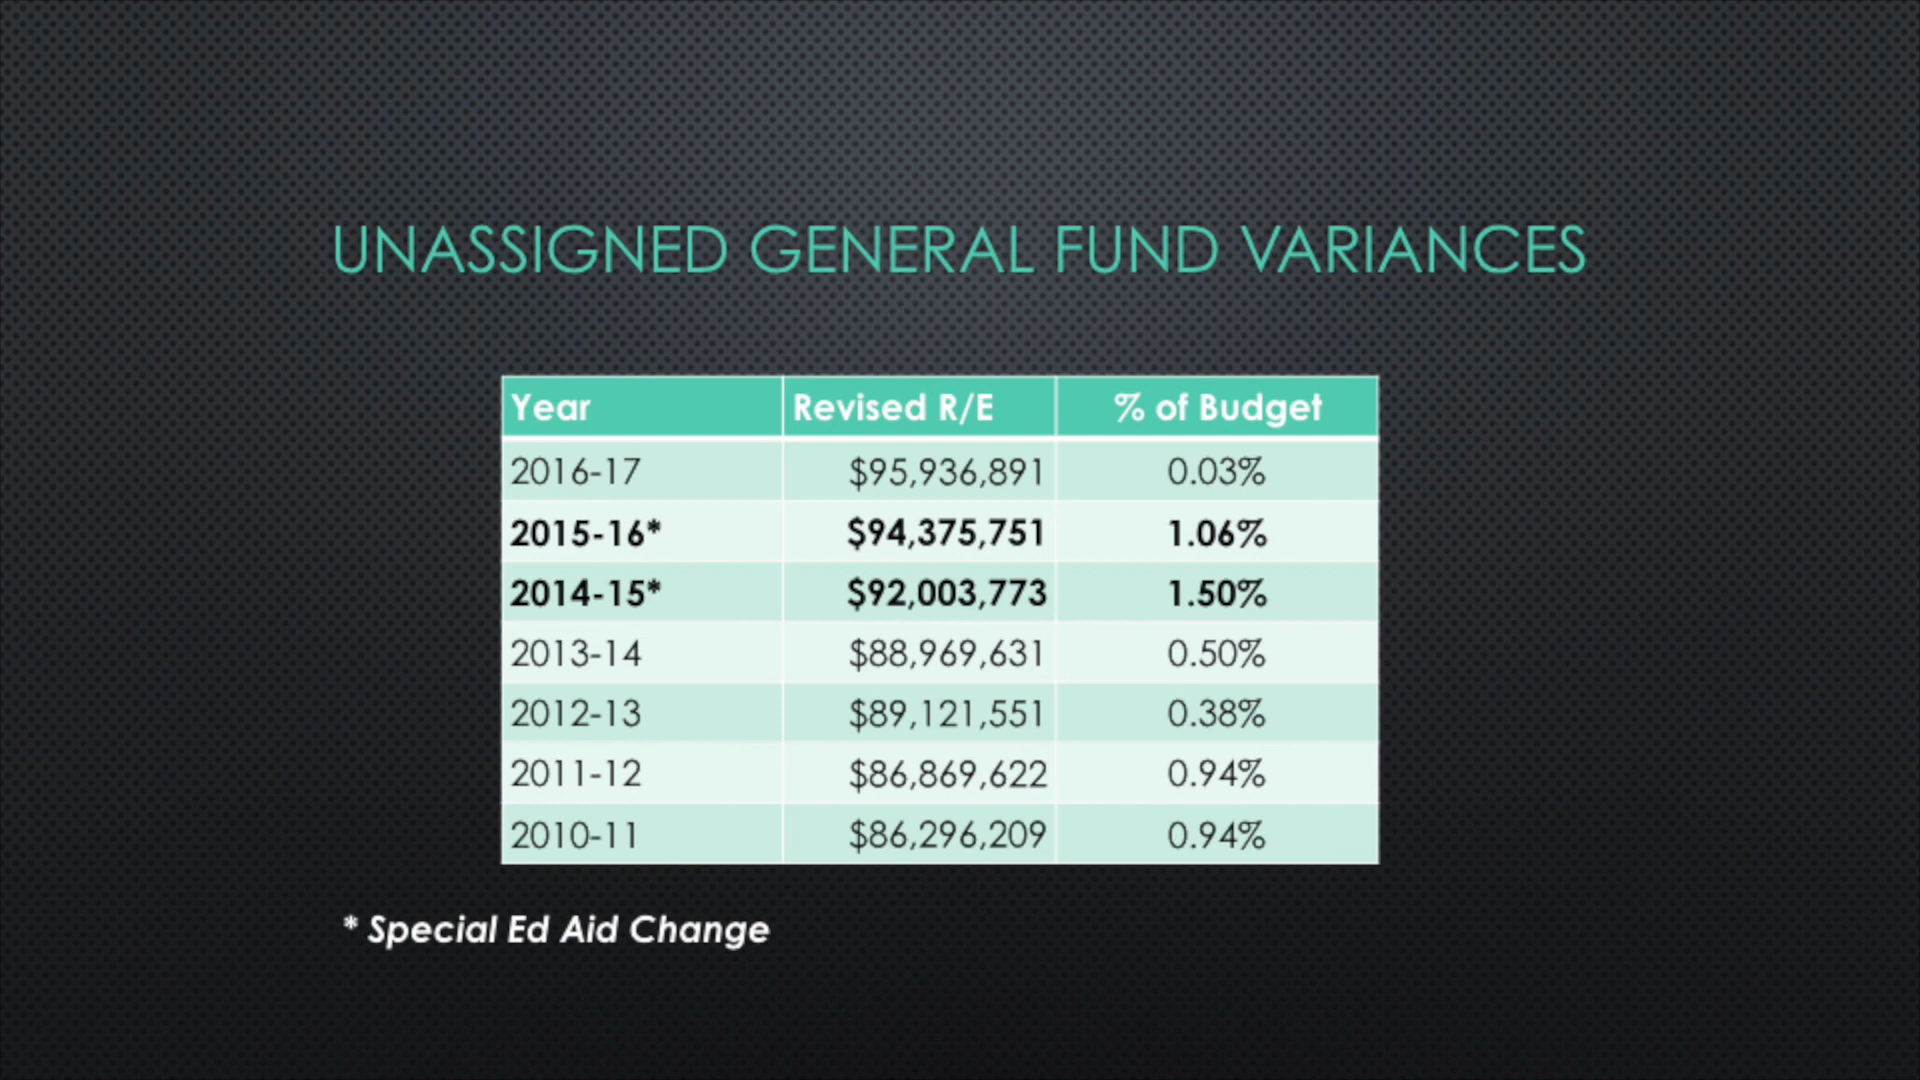 UNASSIGNED GENERAL FUND VARIANCES
Year Revised R/E % of Budget
2016-17 $95,936,891 0.03%
2015-16* $94,375,751 1.06%
2014-15* $92,003,773 1.50%
2013-14 $88,969,631 0.50%
2012-13 $89,121,551 0.38%
2011-12 $86,869,622 0.94%
2010-11 $86,296,209 0.94%
* Special Ed Aid Change